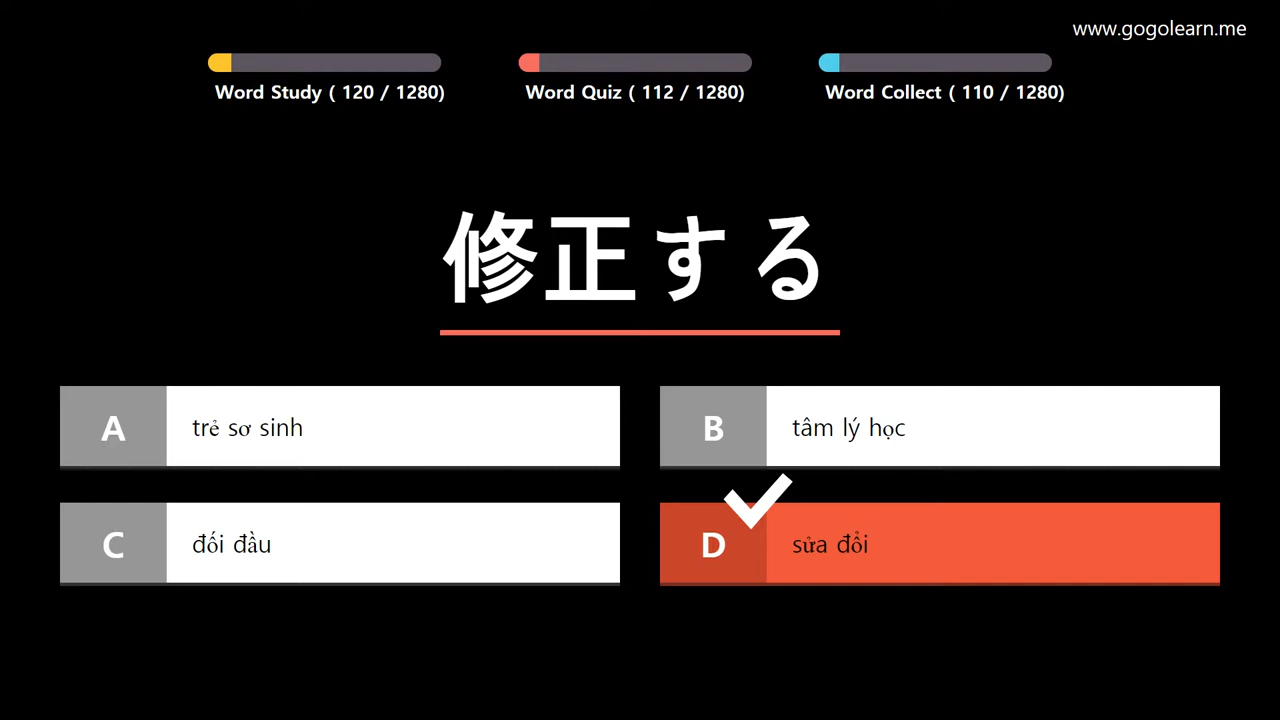 www.gogolearn.me
Word Study ( 120 / 1280)
Word Quiz ( 112 / 1280)
Word Collect ( 110 / 1280)
修正する
A trẻ sơ sinh
B tâm lý học
C đối đầu
D sửa đổi